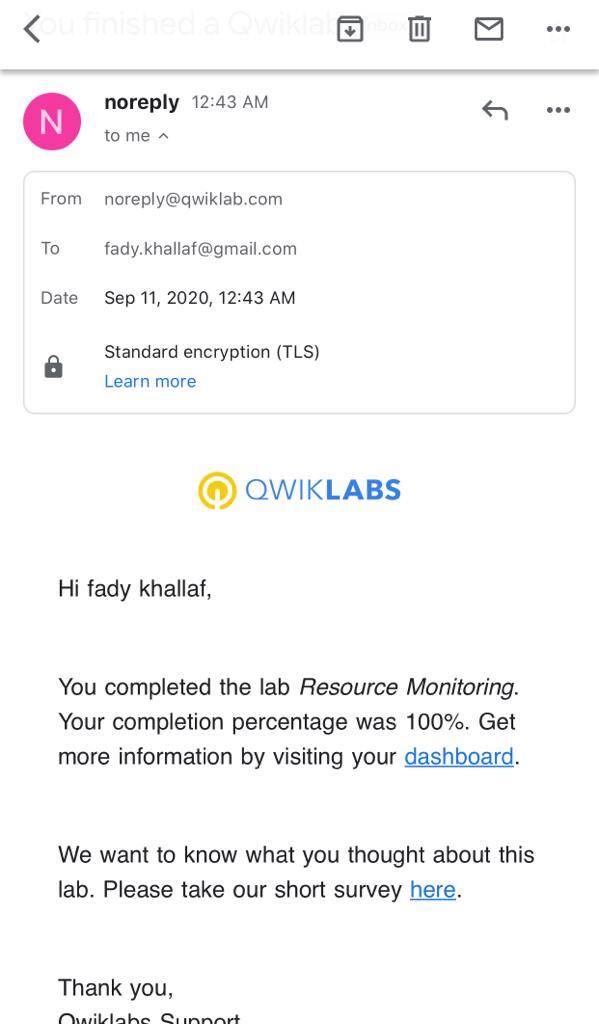 You finished a Qwiklab Inbox
N
noreply 12:43 AM
to me
From noreply@qwiklab.com
To fady.khallaf@gmail.com
Date Sep 11, 2020, 12:43 AM
Standard encryption (TLS)
Learn more
QWIKLABS
Hi fady khallaf,
You completed the lab Resource Monitoring.
Your completion percentage was 100%. Get
more information by visiting your dashboard.
We want to know what you thought about this
lab. Please take our short survey here.
Thank you,
Qwiklabs Support